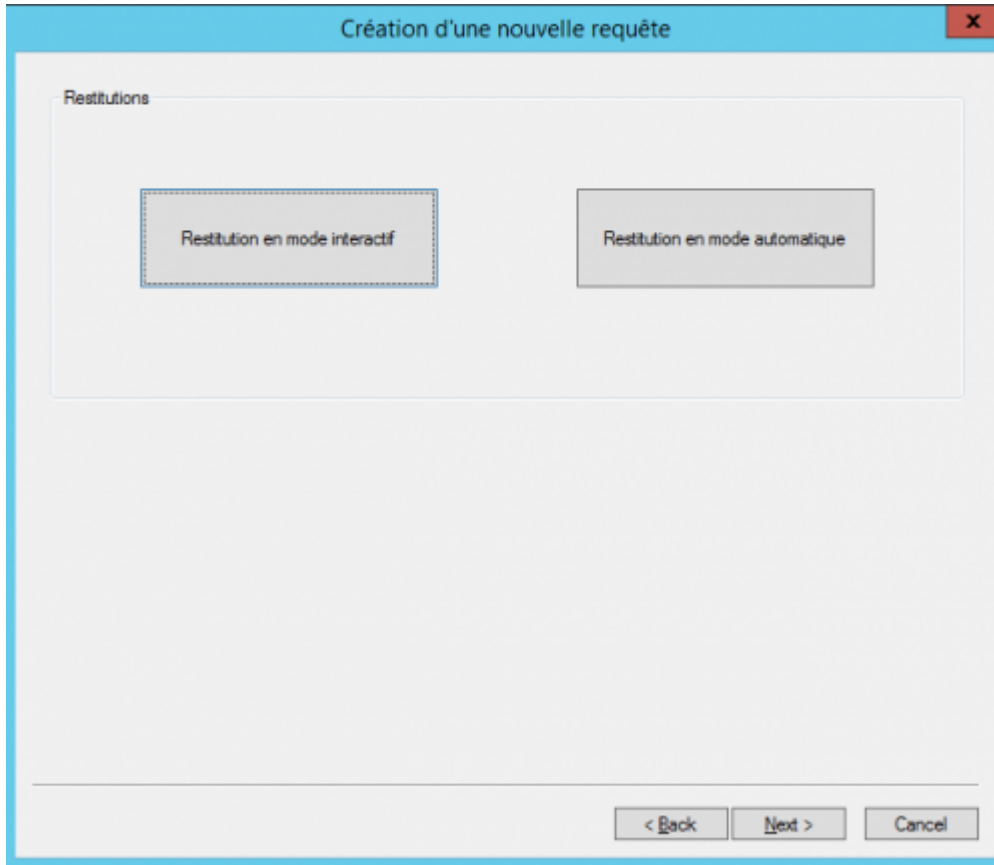 Création d'une nouvelle requête
x
Restitutions
Restitution en mode interactif
Restitution en mode automatique
< Back
Next >
Cancel